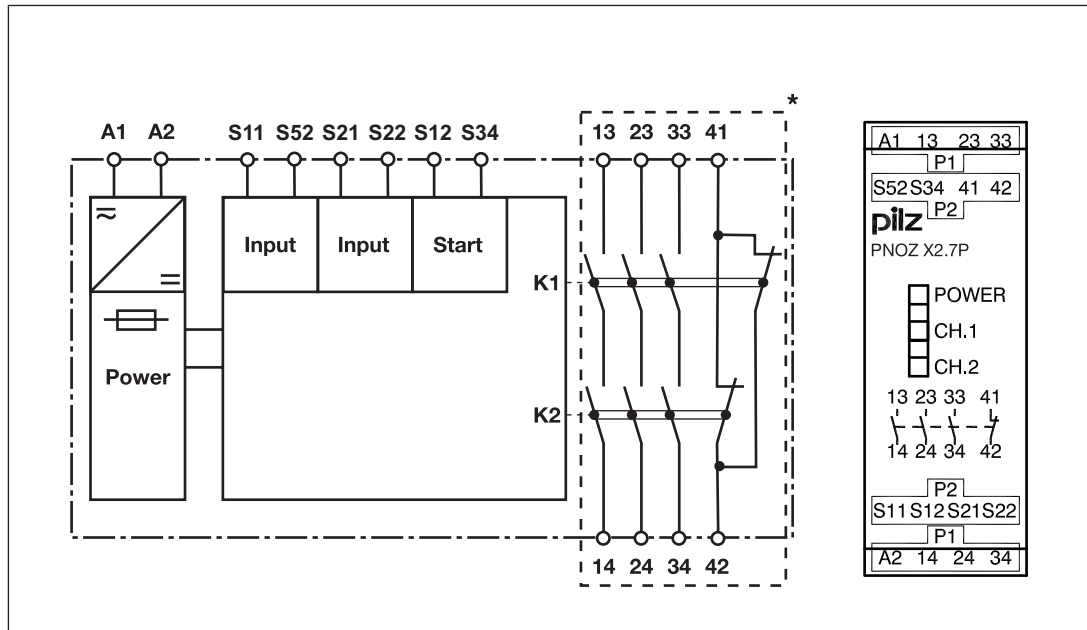 *
A1 A2 S11 S52 S21 S22 S12 S34 13 23 33 41
Input Input Start
K1
Power
K2
14 24 34 42
A1 13 23 33
P1
S52 S34 41 42
P2
pilz
PNOZ X2.7P
POWER
CH.1
CH.2
13 23 33 41
14 24 34 42
P2
S11 S12 S21 S22
P1
A2 14 24 34